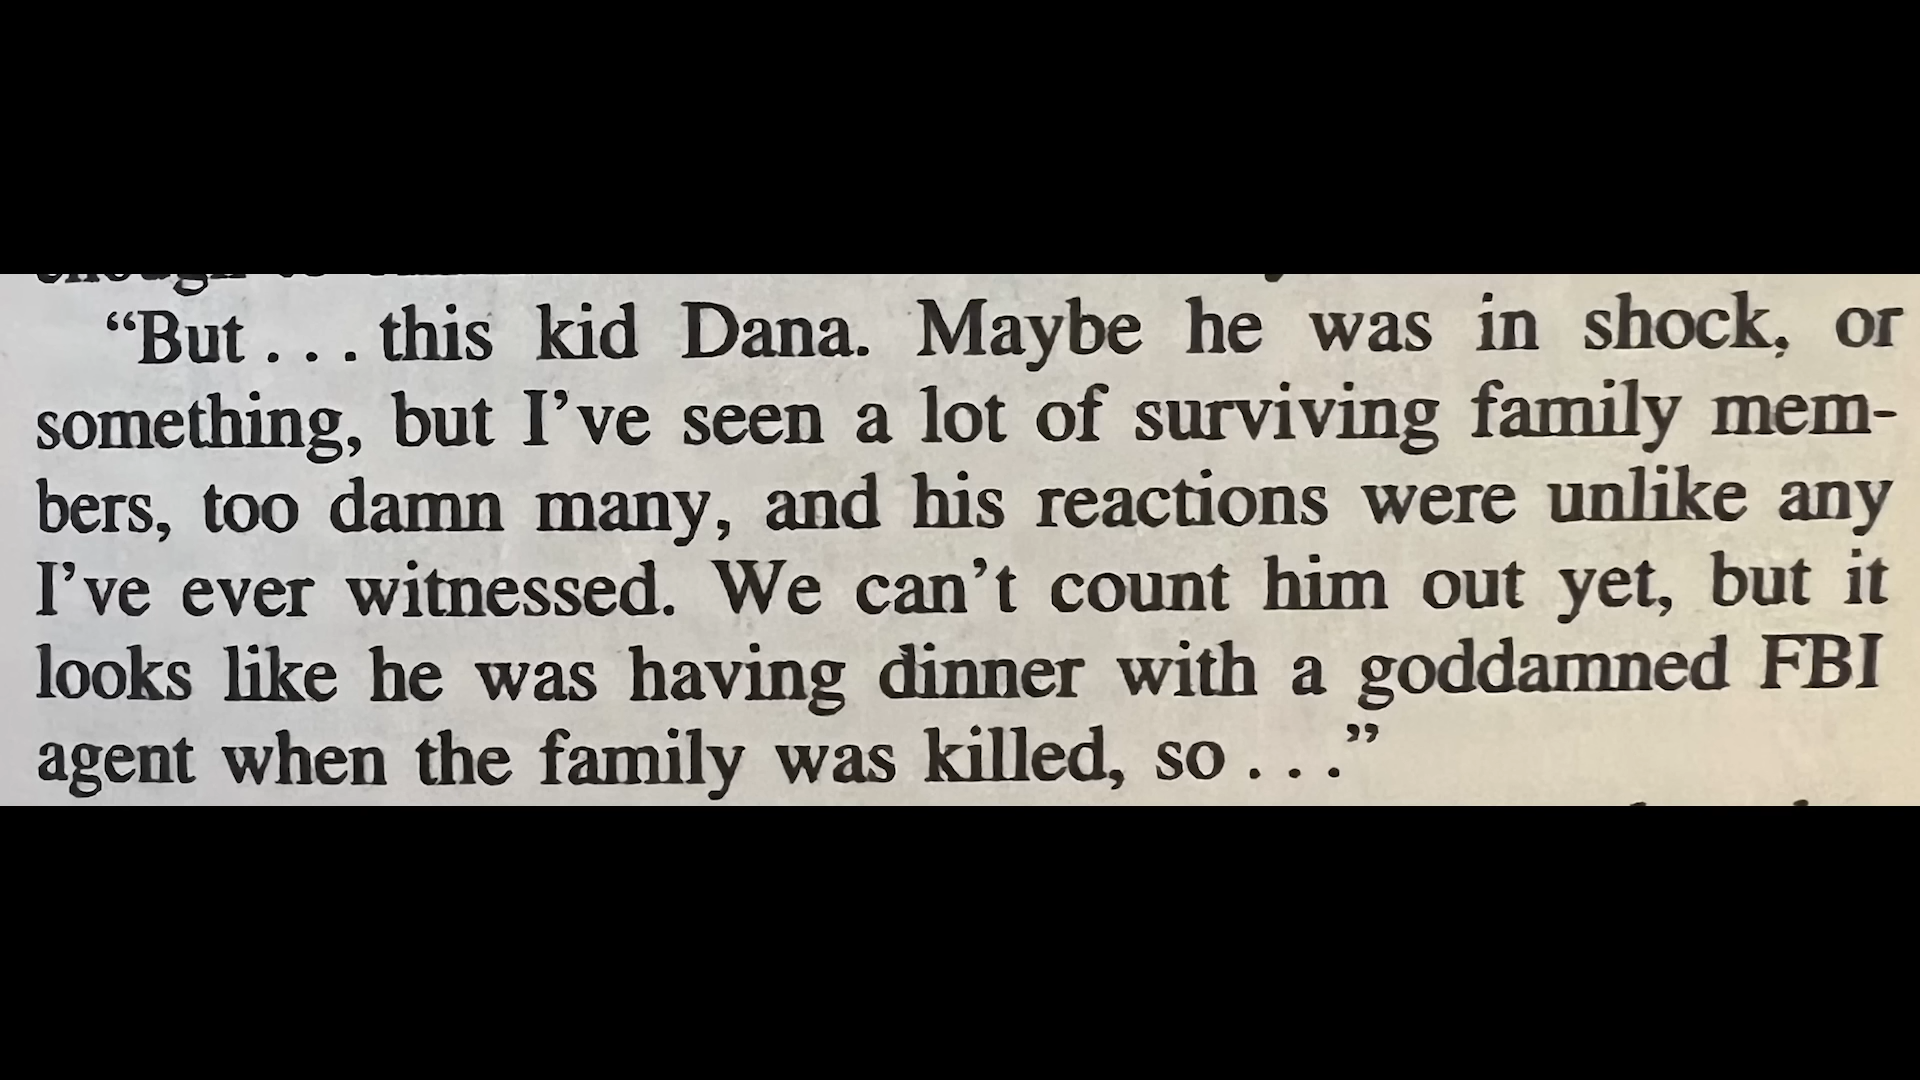 “But . . . this kid Dana. Maybe he was in shock, or
something, but I’ve seen a lot of surviving family mem-
bers, too damn many, and his reactions were unlike any
I’ve ever witnessed. We can’t count him out yet, but it
looks like he was having dinner with a goddamned FBI
agent when the family was killed, so . . .”